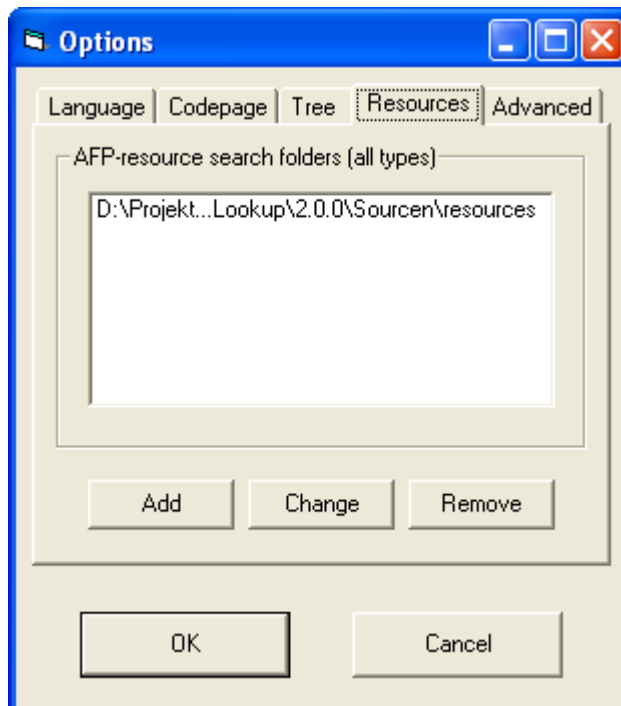 Options
Language Codepage Tree Resources Advanced
AFP-resource search folders (all types)
D:\Projekt...Lookup\2.0.0\Sourcen\resources
Add Change Remove
OK Cancel